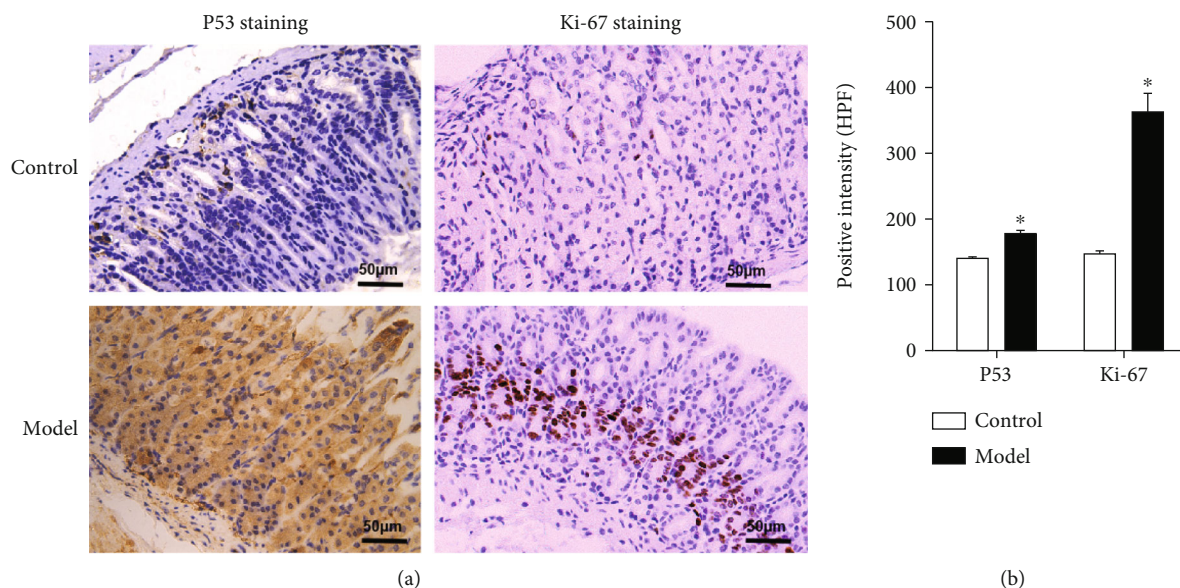 P53 staining
Ki-67 staining
Control
50μm
50μm
Model
50μm
50μm
(a)
500
400
300
200
100
0
Positive intensity (HPF)
*
*
P53
Ki-67
Control
Model
(b)